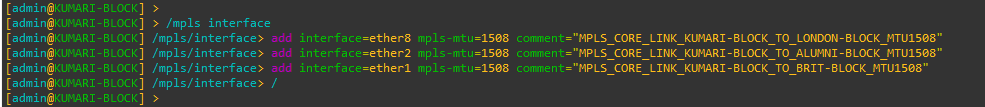 [admin@KUMARI-BLOCK] >
[admin@KUMARI-BLOCK] > /mpls interface
[admin@KUMARI-BLOCK] /mpls/interface> add interface=ether8 mpls-mtu=1508 comment="MPLS_CORE_LINK_KUMARI-BLOCK_TO_LONDON-BLOCK_MTU1508"
[admin@KUMARI-BLOCK] /mpls/interface> add interface=ether2 mpls-mtu=1508 comment="MPLS_CORE_LINK_KUMARI-BLOCK_TO_ALUMNI-BLOCK_MTU1508"
[admin@KUMARI-BLOCK] /mpls/interface> add interface=ether1 mpls-mtu=1508 comment="MPLS_CORE_LINK_KUMARI-BLOCK_TO_BRIT-BLOCK_MTU1508"
[admin@KUMARI-BLOCK] /mpls/interface> /
[admin@KUMARI-BLOCK] >